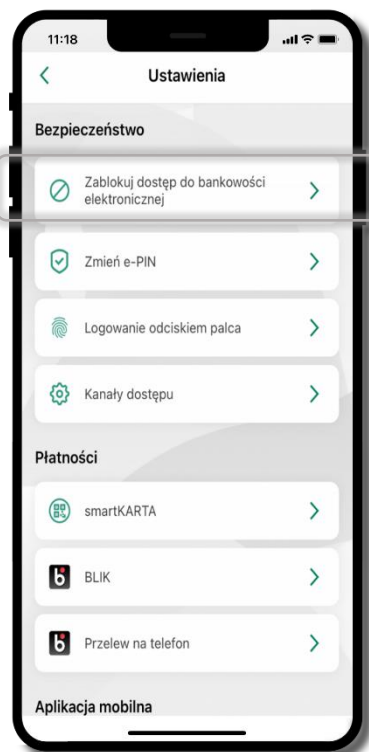 11:18
Ustawienia
Bezpieczeństwo
Zablokuj dostęp do bankowości
elektronicznej
Zmień e-PIN
Logowanie odciskiem palca
Kanały dostępu
Płatności
smartKARTA
BLIK
Przelew na telefon
Aplikacja mobilna